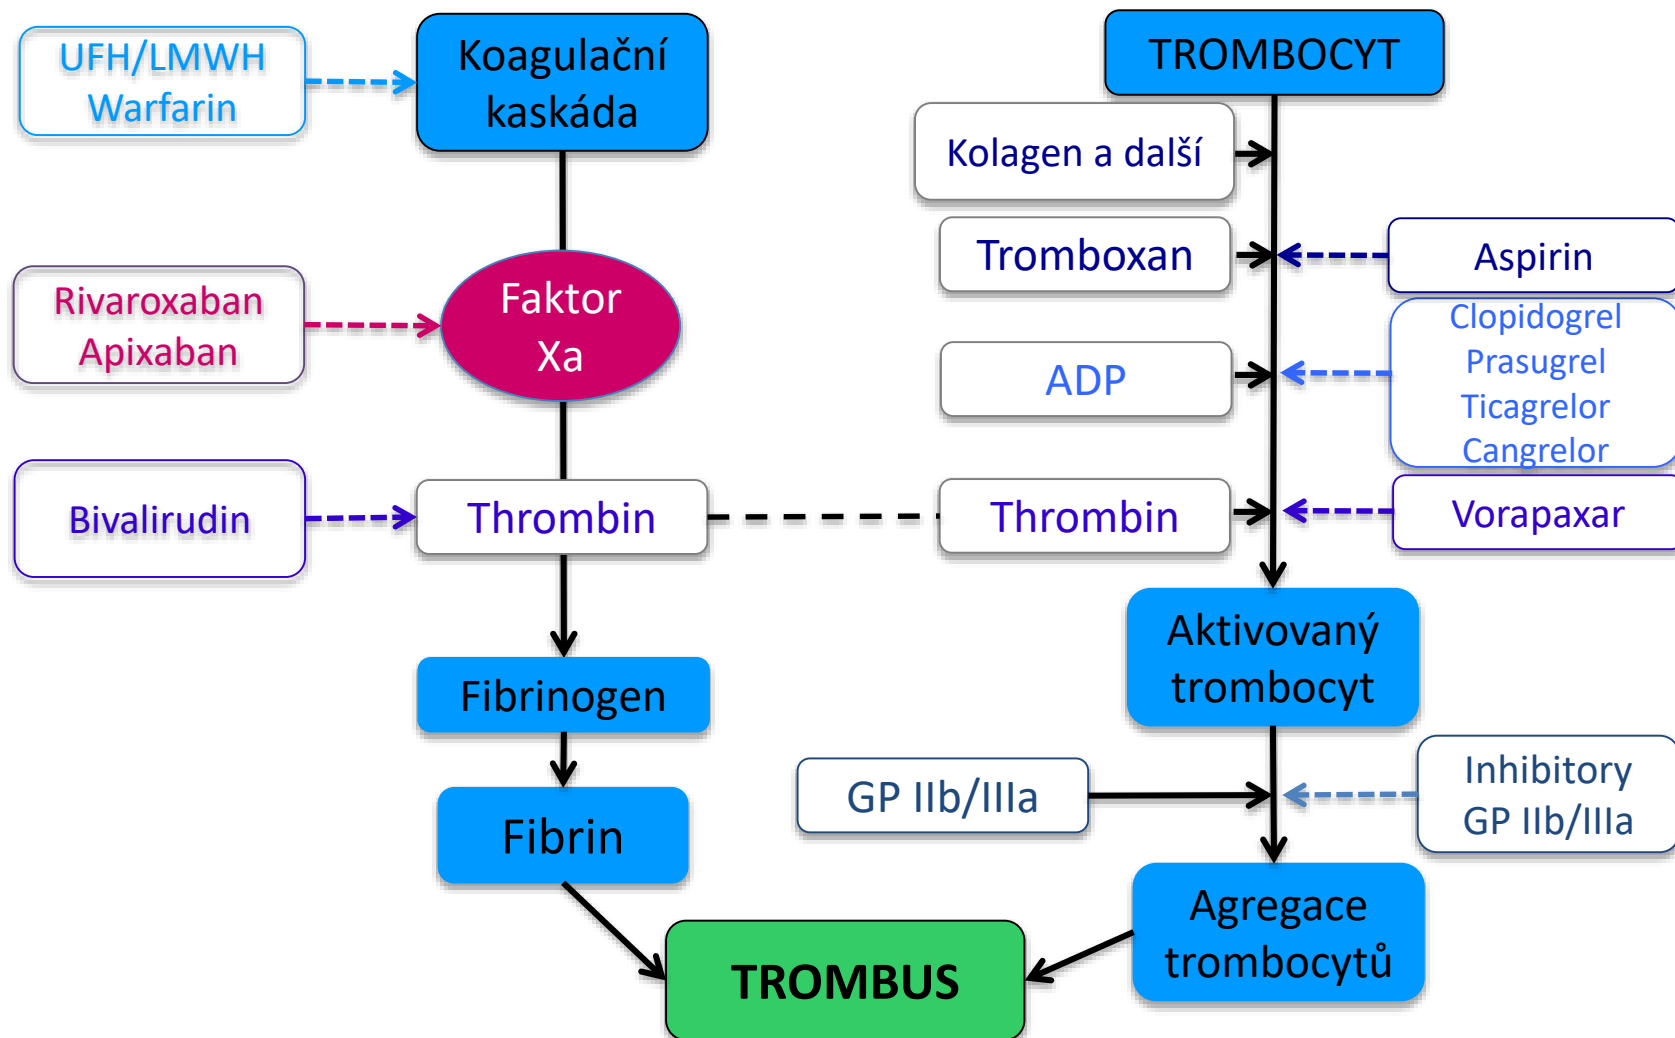 UFH/LMWH
Warfarin
Koagulační
kaskáda
TROMBOCYT
Kolagen a další
Tromboxan
Aspirin
Rivaroxaban
Apixaban
Faktor
Xa
ADP
Clopidogrel
Prasugrel
Ticagrelor
Cangrelor
Bivalirudin
Thrombin
Thrombin
Vorapaxar
Aktivovaný
trombocyt
Fibrinogen
GP IIb/IIIa
Inhibitory
GP IIb/IIIa
Fibrin
Agregace
trombocytů
TROMBUS